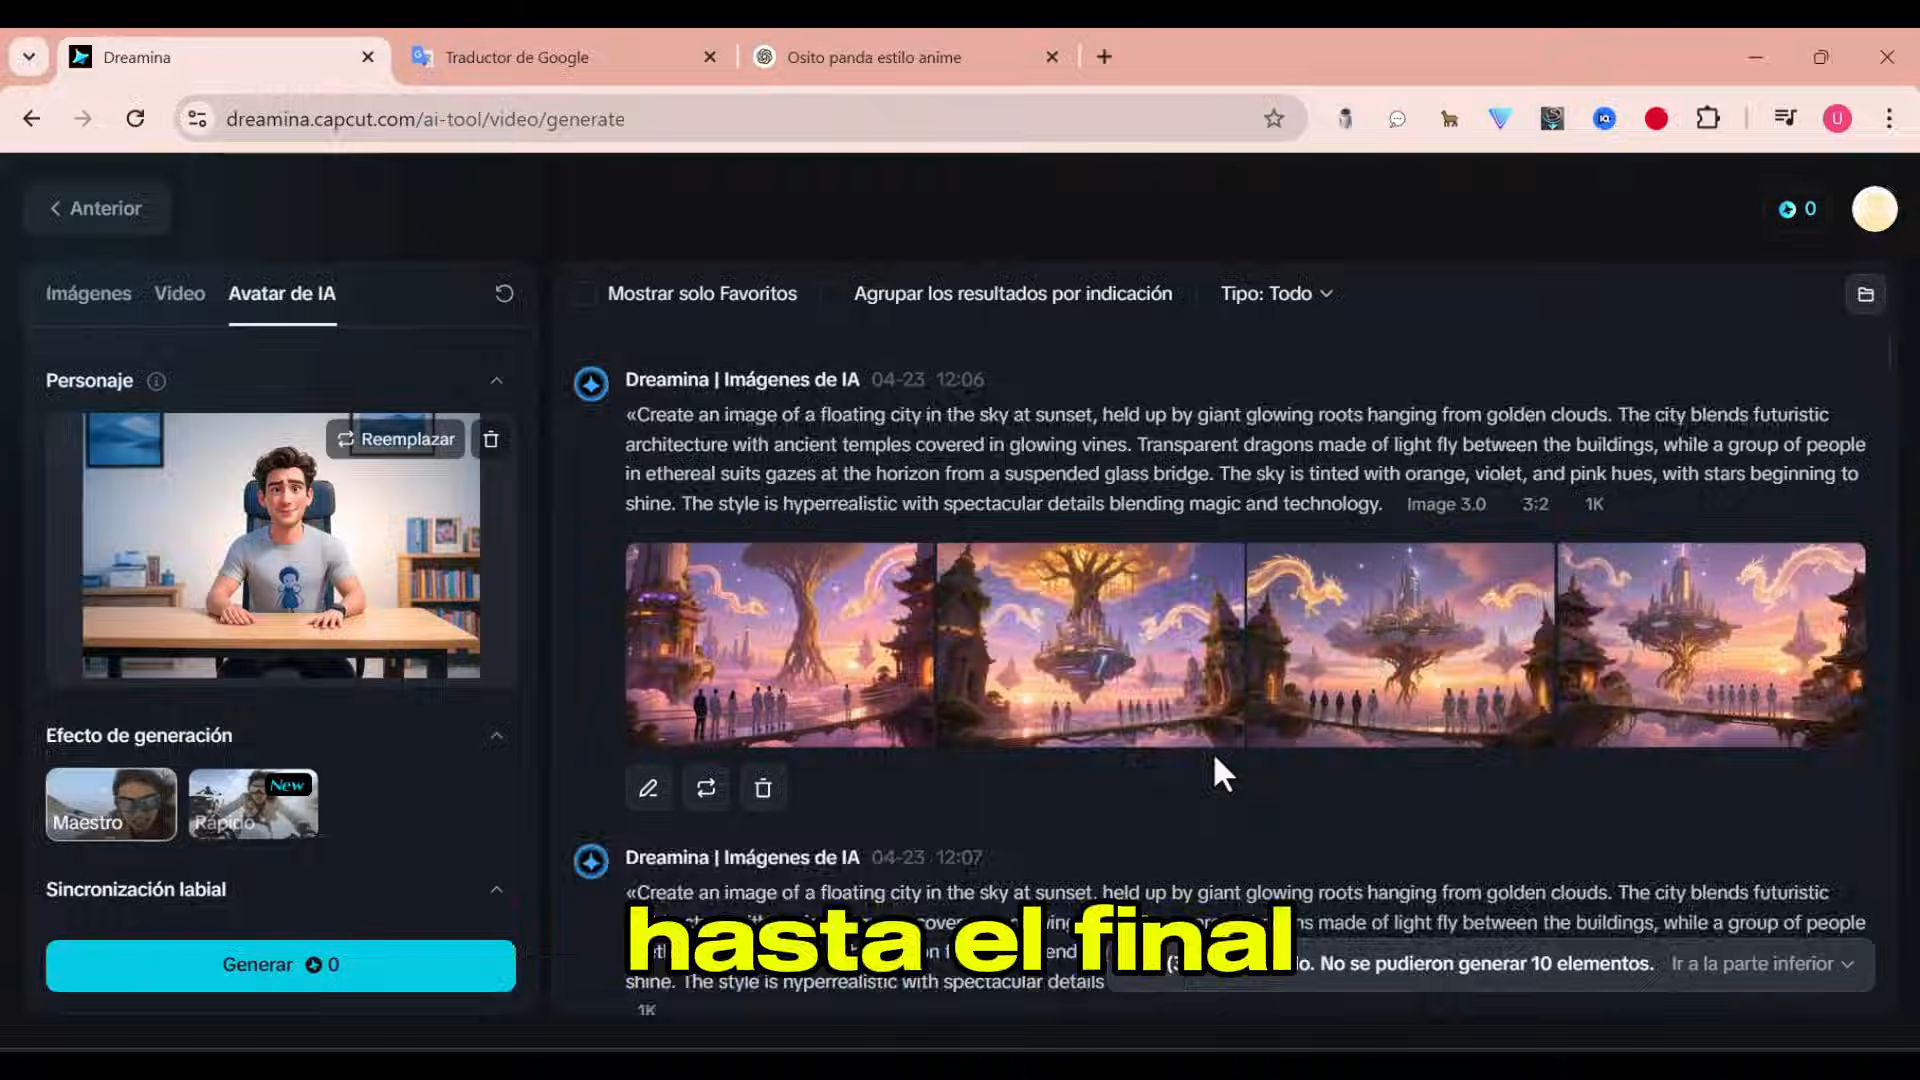 Dreamina
Traductor de Google
Osito panda estilo anime
dreamina.capcut.com/ai-tool/video/generate
U
Anterior
0
Imágenes
Video
Avatar de IA
Mostrar solo Favoritos
Agrupar los resultados por indicación
Tipo: Todo
Personaje
Reemplazar
Efecto de generación
Maestro
New
Rápido
Sincronización labial
Generar 0
Dreamina | Imágenes de IA 04-23 12:06
«Create an image of a floating city in the sky at sunset, held up by giant glowing roots hanging from golden clouds. The city blends futuristic
architecture with ancient temples covered in glowing vines. Transparent dragons made of light fly between the buildings, while a group of people
in ethereal suits gazes at the horizon from a suspended glass bridge. The sky is tinted with orange, violet, and pink hues, with stars beginning to
shine. The style is hyperrealistic with spectacular details blending magic and technology. Image 3.0 3:2 1K
Dreamina | Imágenes de IA 04-23 12:07
«Create an image of a floating city in the sky at sunset, held up by giant glowing roots hanging from golden clouds. The city blends futuristic
made of light fly between the buildings, while a group of people
hasta el final
No se pudieron generar 10 elementos. Ir a la parte inferior
shine. The style is hyperrealistic with spectacular details
1K